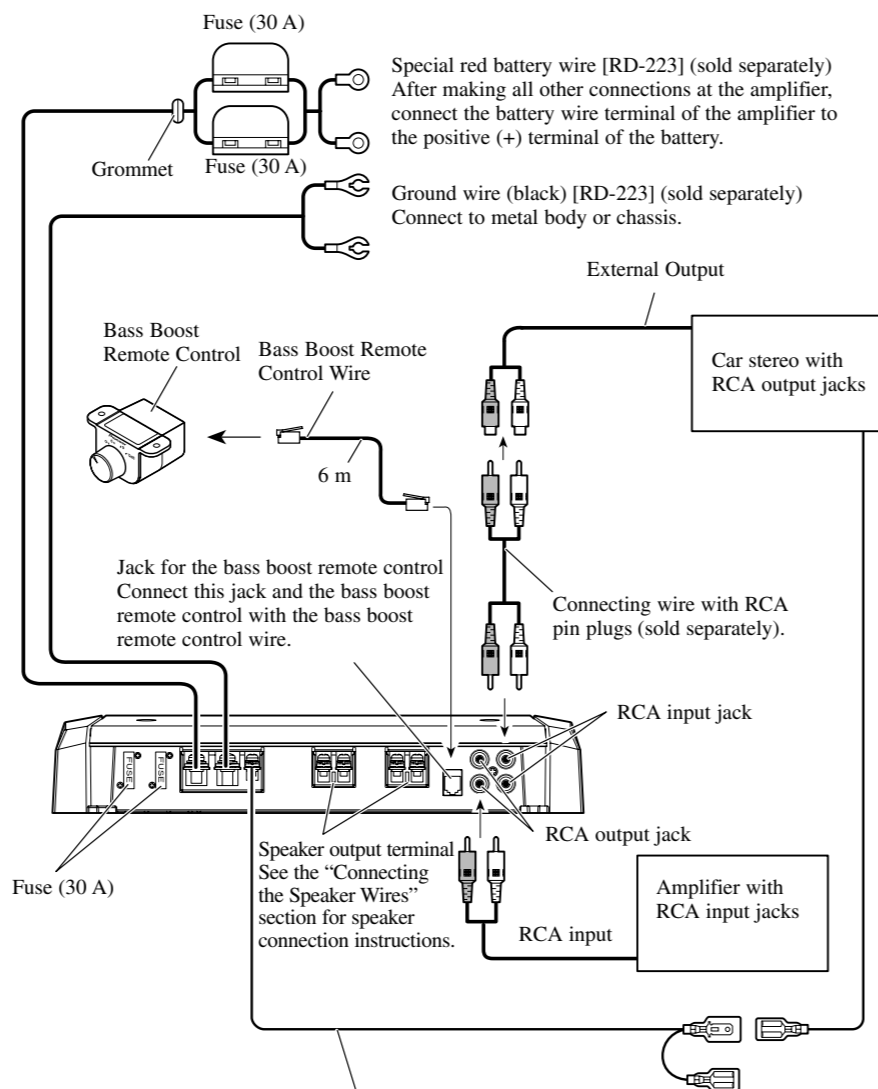 Fuse (30 A)
Special red battery wire [RD-223] (sold separately)
After making all other connections at the amplifier,
connect the battery wire terminal of the amplifier to
the positive (+) terminal of the battery.
Grommet
Fuse (30 A)
Ground wire (black) [RD-223] (sold separately)
Connect to metal body or chassis.
External Output
Bass Boost
Remote Control
Bass Boost Remote
Control Wire
Car stereo with
RCA output jacks
6 m
Jack for the bass boost remote control
Connect this jack and the bass boost
remote control with the bass boost
remote control wire.
Connecting wire with RCA
pin plugs (sold separately).
RCA input jack
FUSE
FUSE
RCA output jack
Fuse (30 A)
Speaker output terminal
See the “Connecting
the Speaker Wires”
section for speaker
connection instructions.
Amplifier with
RCA input jacks
RCA input